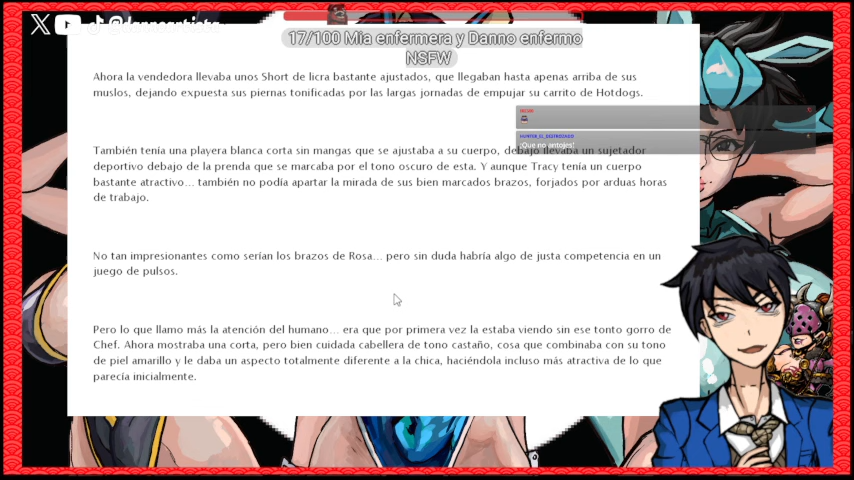 @dannoartista
17/100 Mia enfermera y Danno enfermo
NSFW
Ahora la vendedora llevaba unos Short de licra bastante ajustados, que llegaban hasta apenas arriba de sus
muslos, dejando expuesta sus piernas tonificadas por las largas jornadas de empujar su carrito de Hotdogs.
¡Que no antojes!
También tenía una playera blanca corta sin mangas que se ajustaba a su cuerpo, debajo llevaba un sujetador
deportivo debajo de la prenda que se marcaba por el tono oscuro de esta. Y aunque Tracy tenía un cuerpo
bastante atractivo... también no podía apartar la mirada de sus bien marcados brazos, forjados por arduas horas
de trabajo.
No tan impresionantes como serían los brazos de Rosa... pero sin duda habría algo de justa competencia en un
juego de pulsos.
Pero lo que llamo más la atención del humano... era que por primera vez la estaba viendo sin ese tonto gorro de
Chef. Ahora mostraba una corta, pero bien cuidada cabellera de tono castaño, cosa que combinaba con su tono
de piel amarillo y le daba un aspecto totalmente diferente a la chica, haciéndola incluso más atractiva de lo que
parecía inicialmente.